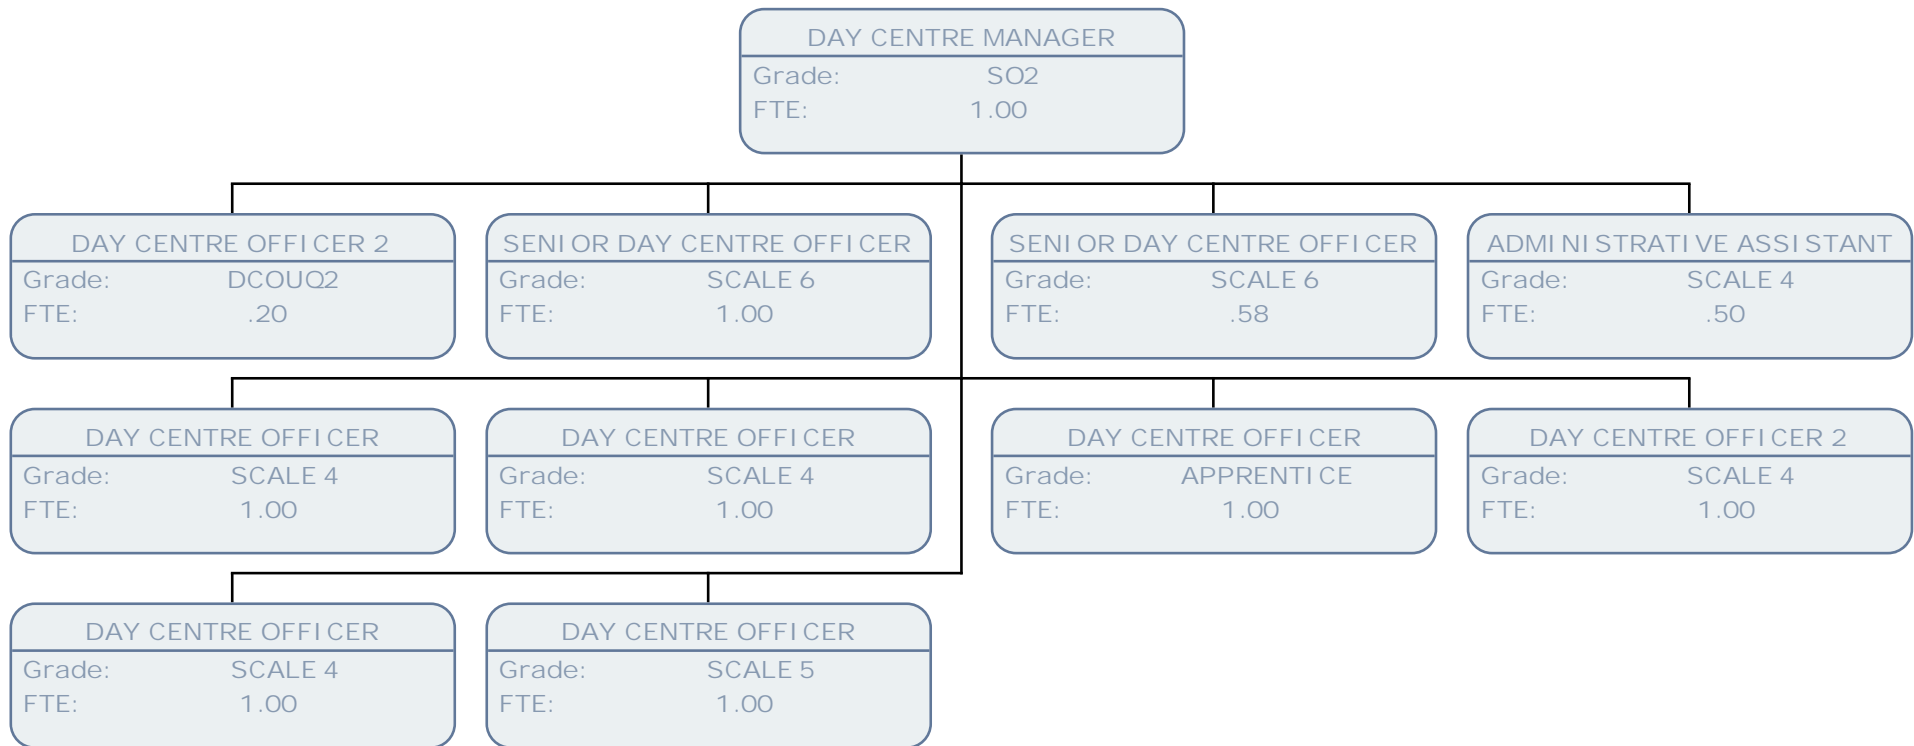 DAY CENTRE MANAGER
Grade: SO2
FTE: 1.00
DAY CENTRE OFFICER 2
Grade: DCOUQ2
FTE: .20
SENIOR DAY CENTRE OFFICER
Grade: SCALE 6
FTE: 1.00
SENIOR DAY CENTRE OFFICER
Grade: SCALE 6
FTE: .58
ADMINISTRATIVE ASSISTANT
Grade: SCALE 4
FTE: .50
DAY CENTRE OFFICER
Grade: SCALE 4
FTE: 1.00
DAY CENTRE OFFICER
Grade: SCALE 4
FTE: 1.00
DAY CENTRE OFFICER
Grade: APPRENTICE
FTE: 1.00
DAY CENTRE OFFICER 2
Grade: SCALE 4
FTE: 1.00
DAY CENTRE OFFICER
Grade: SCALE 4
FTE: 1.00
DAY CENTRE OFFICER
Grade: SCALE 5
FTE: 1.00